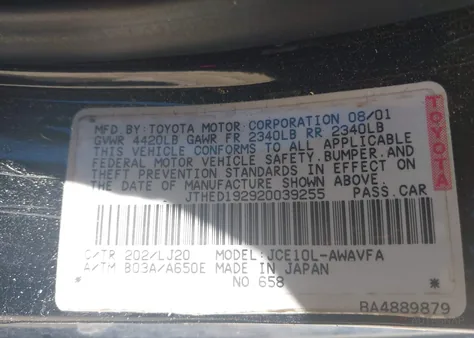 MFD. BY: TOYOTA MOTOR CORPORATION 08/01
GVWR 4420LB GAWR FR 2340LB RR 2340LB
THIS VEHICLE CONFORMS TO ALL APPLICABLE
FEDERAL MOTOR VEHICLE SAFETY, BUMPER, AND
THEFT PREVENTION STANDARDS IN EFFECT ON
THE DATE OF MANUFACTURE SHOWN ABOVE.
JTHED192920039255 PASS. CAR
C/TR 202/LJ20 MODEL: JCE10L-AWAVFA
A/TM B03A/A650E MADE IN JAPAN
* NO. 658 *
BA4889879
TOYOTA